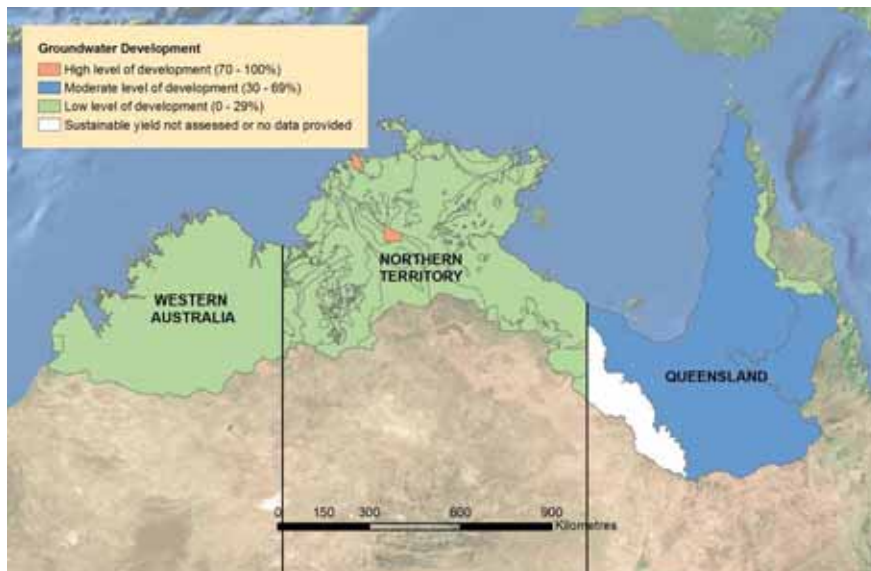 Groundwater Development
High level of development (70 - 100%)
Moderate level of development (30 - 69%)
Low level of development (0 - 29%)
Sustainable yield not assessed or no data provided
WESTERN
AUSTRALIA
NORTHERN
TERRITORY
QUEENSLAND
0 150 300 600 900
Kilometres